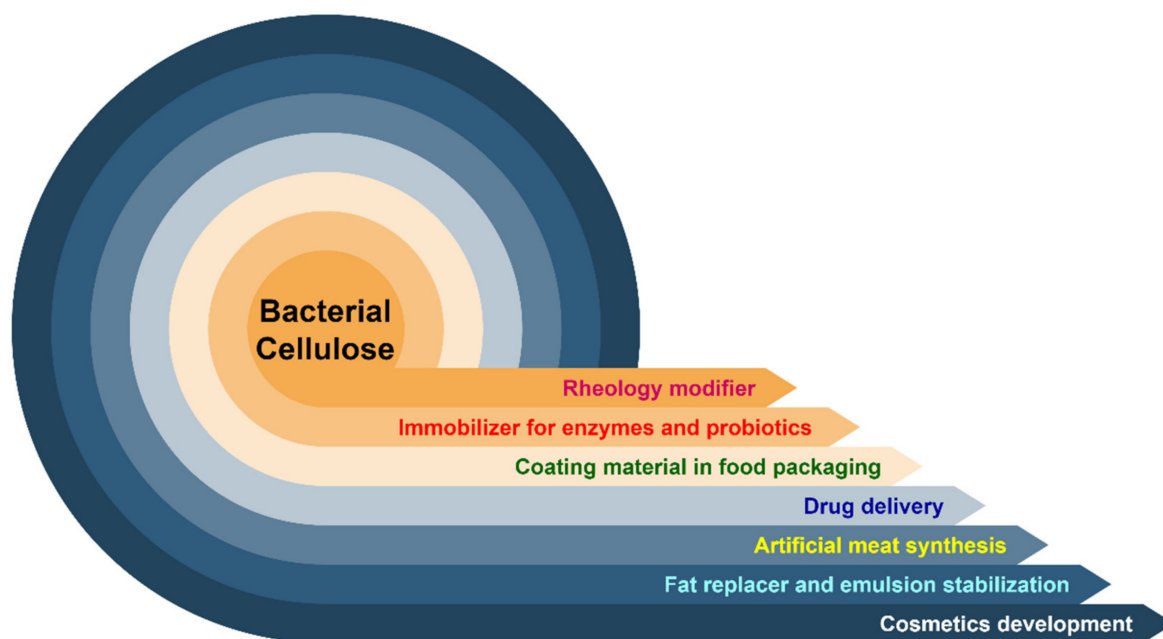 Bacterial
Cellulose
Rheology modifier
Immobilizer for enzymes and probiotics
Coating material in food packaging
Drug delivery
Artificial meat synthesis
Fat replacer and emulsion stabilization
Cosmetics development